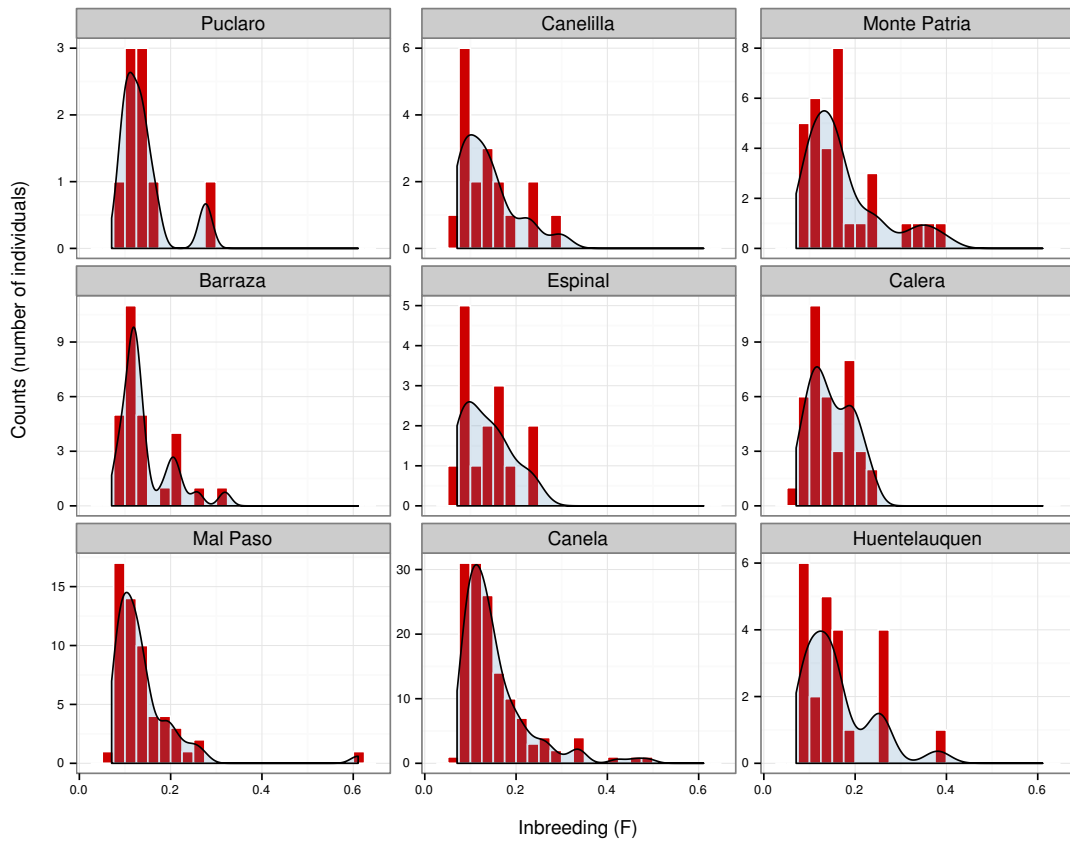 Puclaro Canelilla Monte Patria
3 6 8
2 4 6
1 2 4
0 0 2
0
Barraza Espinal Calera
9 5 9
6 4 6
3 3 3
0 2 0
1
0
Mal Paso Canela Huentelauquen
15 30 6
10 20 4
5 10 2
0 0 0
0.0 0.2 0.4 0.6 0.0 0.2 0.4 0.6 0.0 0.2 0.4 0.6
Inbreeding (F)
Counts (number of individuals)